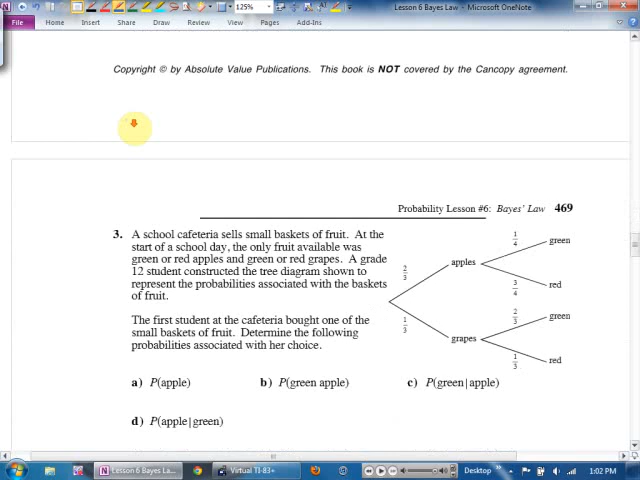 Lesson 6 Bayes Law - Microsoft OneNote
125%
File Home Insert Share Draw Review View Pages Add-Ins
Copyright © by Absolute Value Publications. This book is NOT covered by the Cancopy agreement.
Probability Lesson #6: Bayes' Law 469
3. A school cafeteria sells small baskets of fruit. At the
start of a school day, the only fruit available was
green or red apples and green or red grapes. A grade
12 student constructed the tree diagram shown to
represent the probabilities associated with the baskets
of fruit.
The first student at the cafeteria bought one of the
small baskets of fruit. Determine the following
probabilities associated with her choice.
2/3 apples
1/4 green
3/4 red
1/3 grapes
2/3 green
1/3 red
a) P(apple) b) P(green apple) c) P(green|apple)
d) P(apple|green)
Lesson 6 Bayes Law - ... Virtual TI-83+ Desktop 1:02 PM